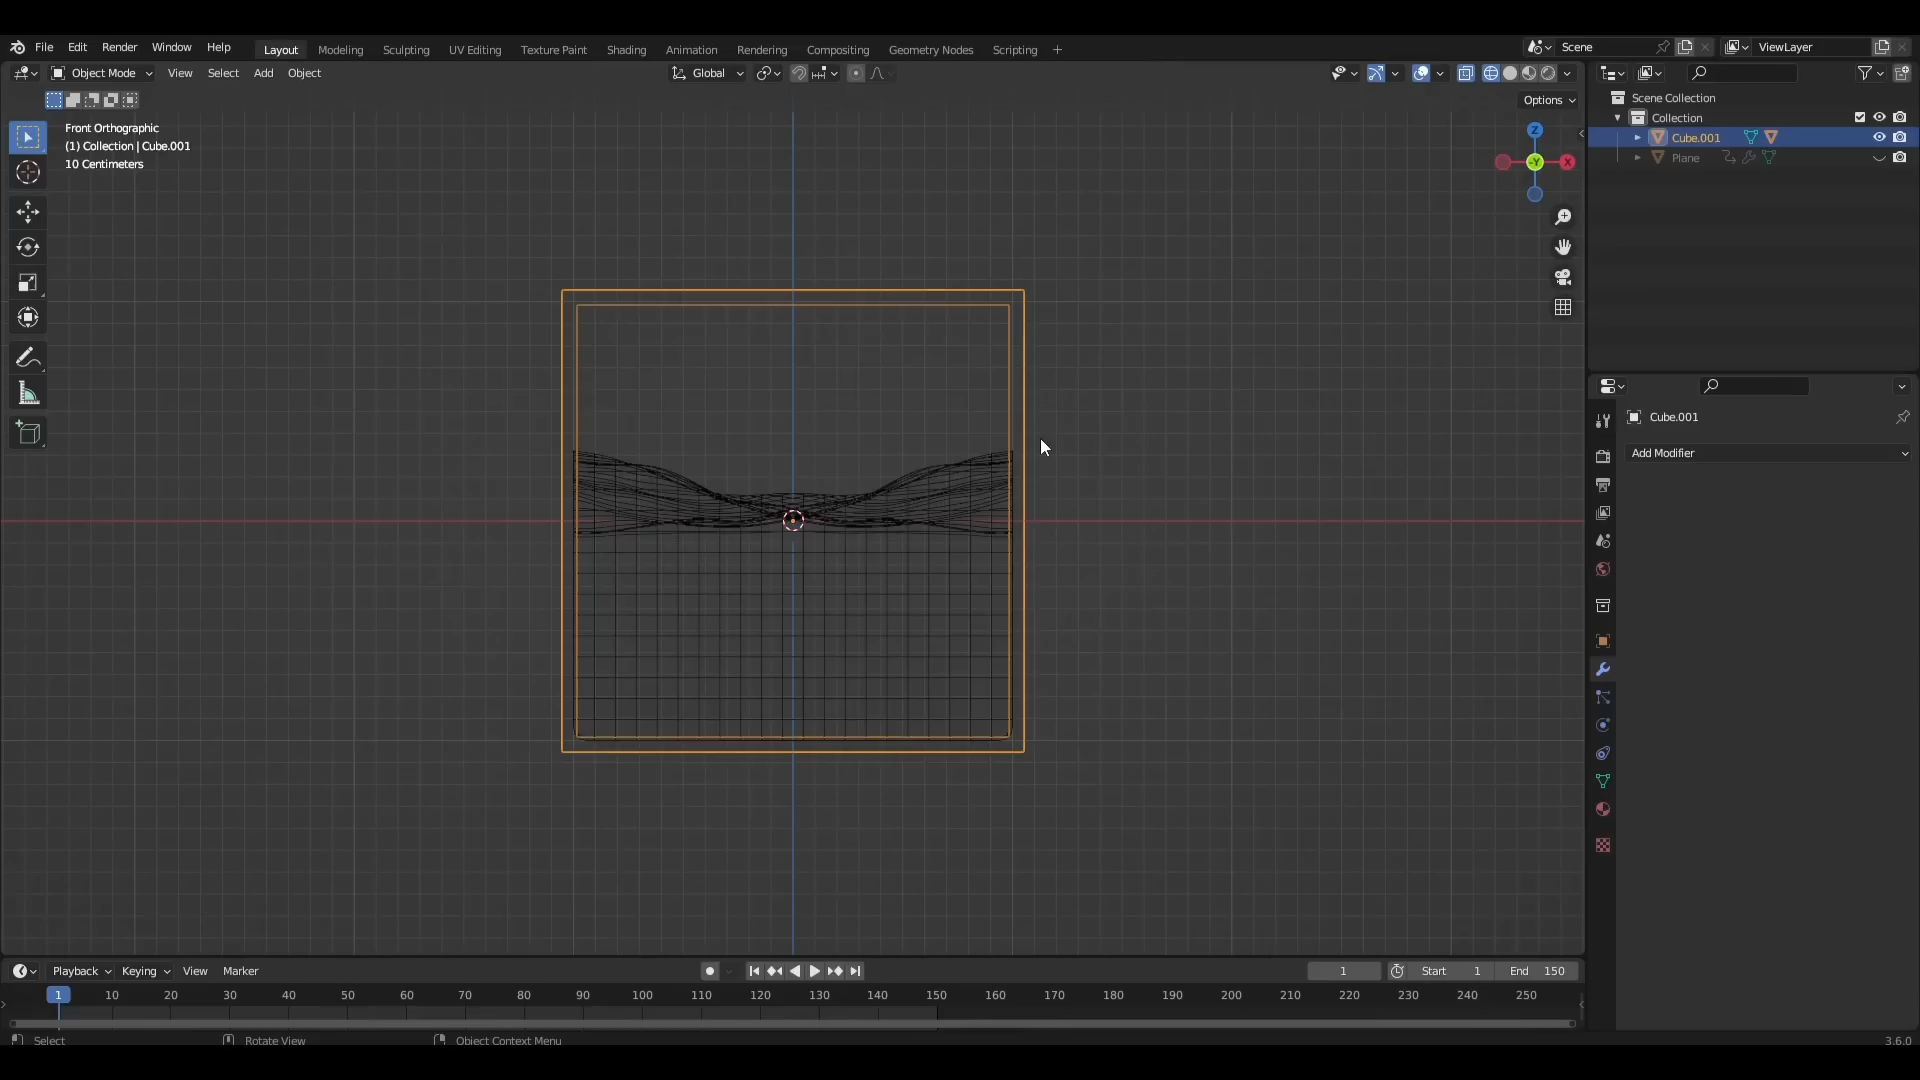 File Edit Render Window Help Layout Modeling Sculpting UV Editing Texture Paint Shading Animation Rendering Compositing Geometry Nodes Scripting + Scene ViewLayer
Object Mode View Select Add Object Global
Options
Front Orthographic
(1) Collection | Cube.001
10 Centimeters
Z
-Y X
Scene Collection
Collection
Cube.001
Plane
Cube.001
Add Modifier
Playback Keying View Marker 1 Start 1 End 150
1 10 20 30 40 50 60 70 80 90 100 110 120 130 140 150 160 170 180 190 200 210 220 230 240 250
Select Rotate View Object Context Menu 3.6.0